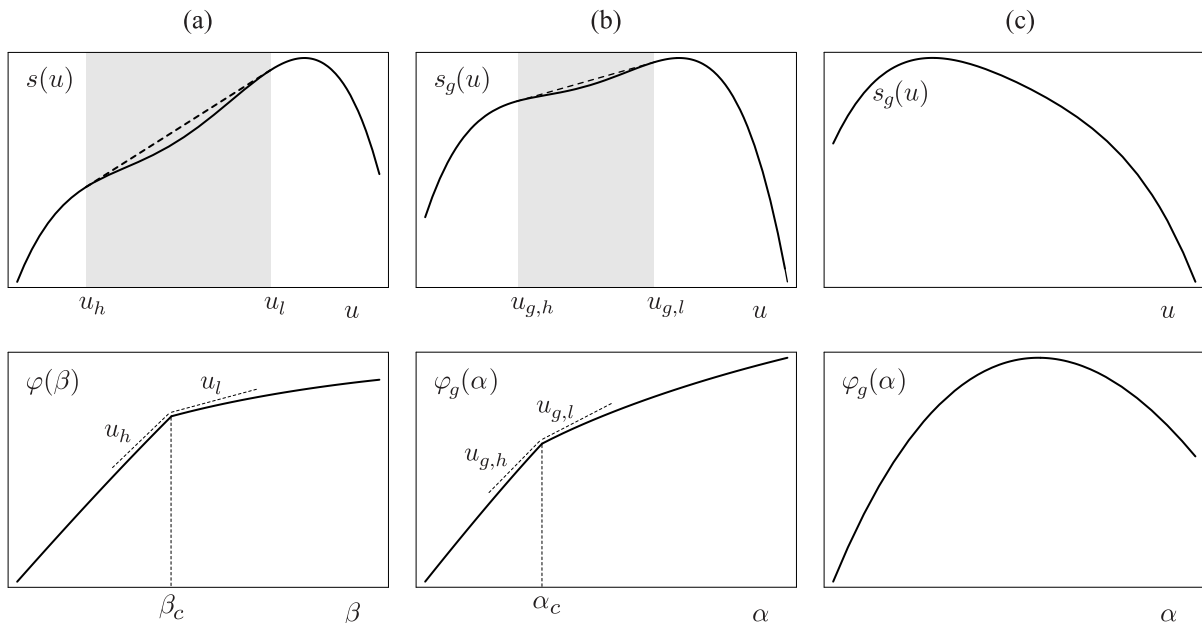 (a) (b) (c)
s(u) s_g(u) s_g(u)
u_h u_l u u_{g,h} u_{g,l} u u
φ(β) u_l φ_g(α) u_{g,l} φ_g(α)
u_h u_{g,h}
β_c β α_c α α